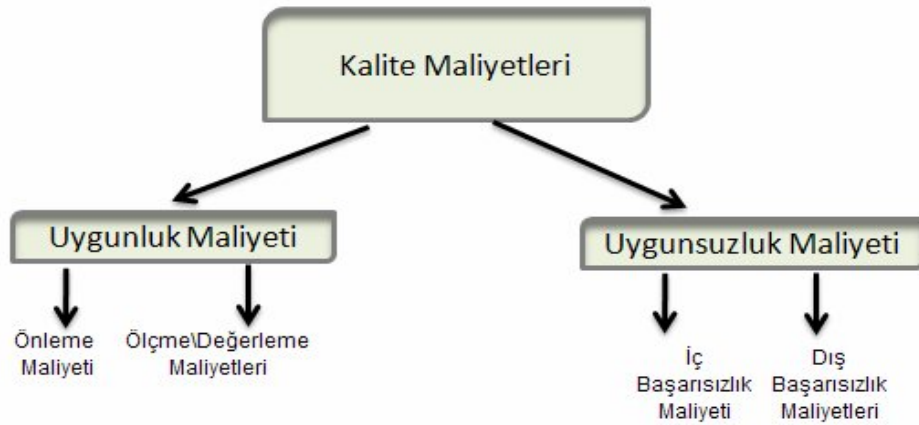 Kalite Maliyetleri
Uygunluk Maliyeti
Uygunsuzluk Maliyeti
Önleme
Maliyeti
Ölçme\Değerleme
Maliyetleri
İç
Başarısızlık
Maliyeti
Dış
Başarısızlık
Maliyetleri